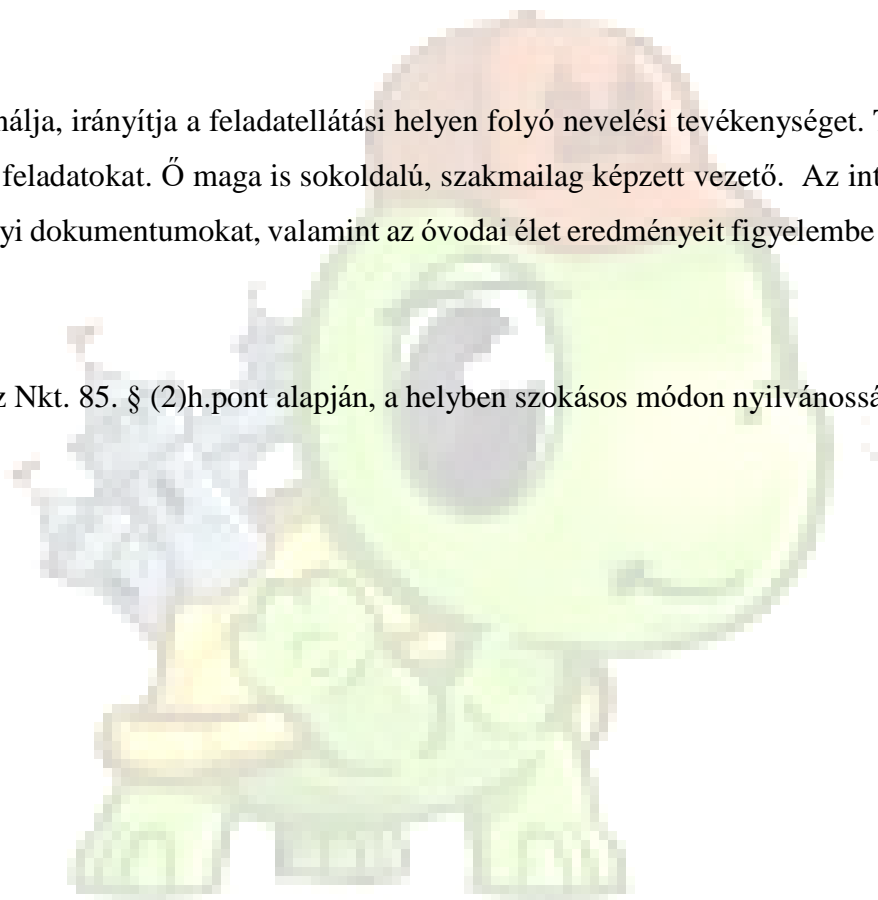 nálja, irányítja a feladatellátási helyen folyó nevelési tevékenységet. T
feladatokat. Ő maga is sokoldalú, szakmailag képzett vezető. Az int
yi dokumentumokat, valamint az óvodai élet eredményeit figyelembe
z Nkt. 85. § (2)h.pont alapján, a helyben szokásos módon nyilvánossá